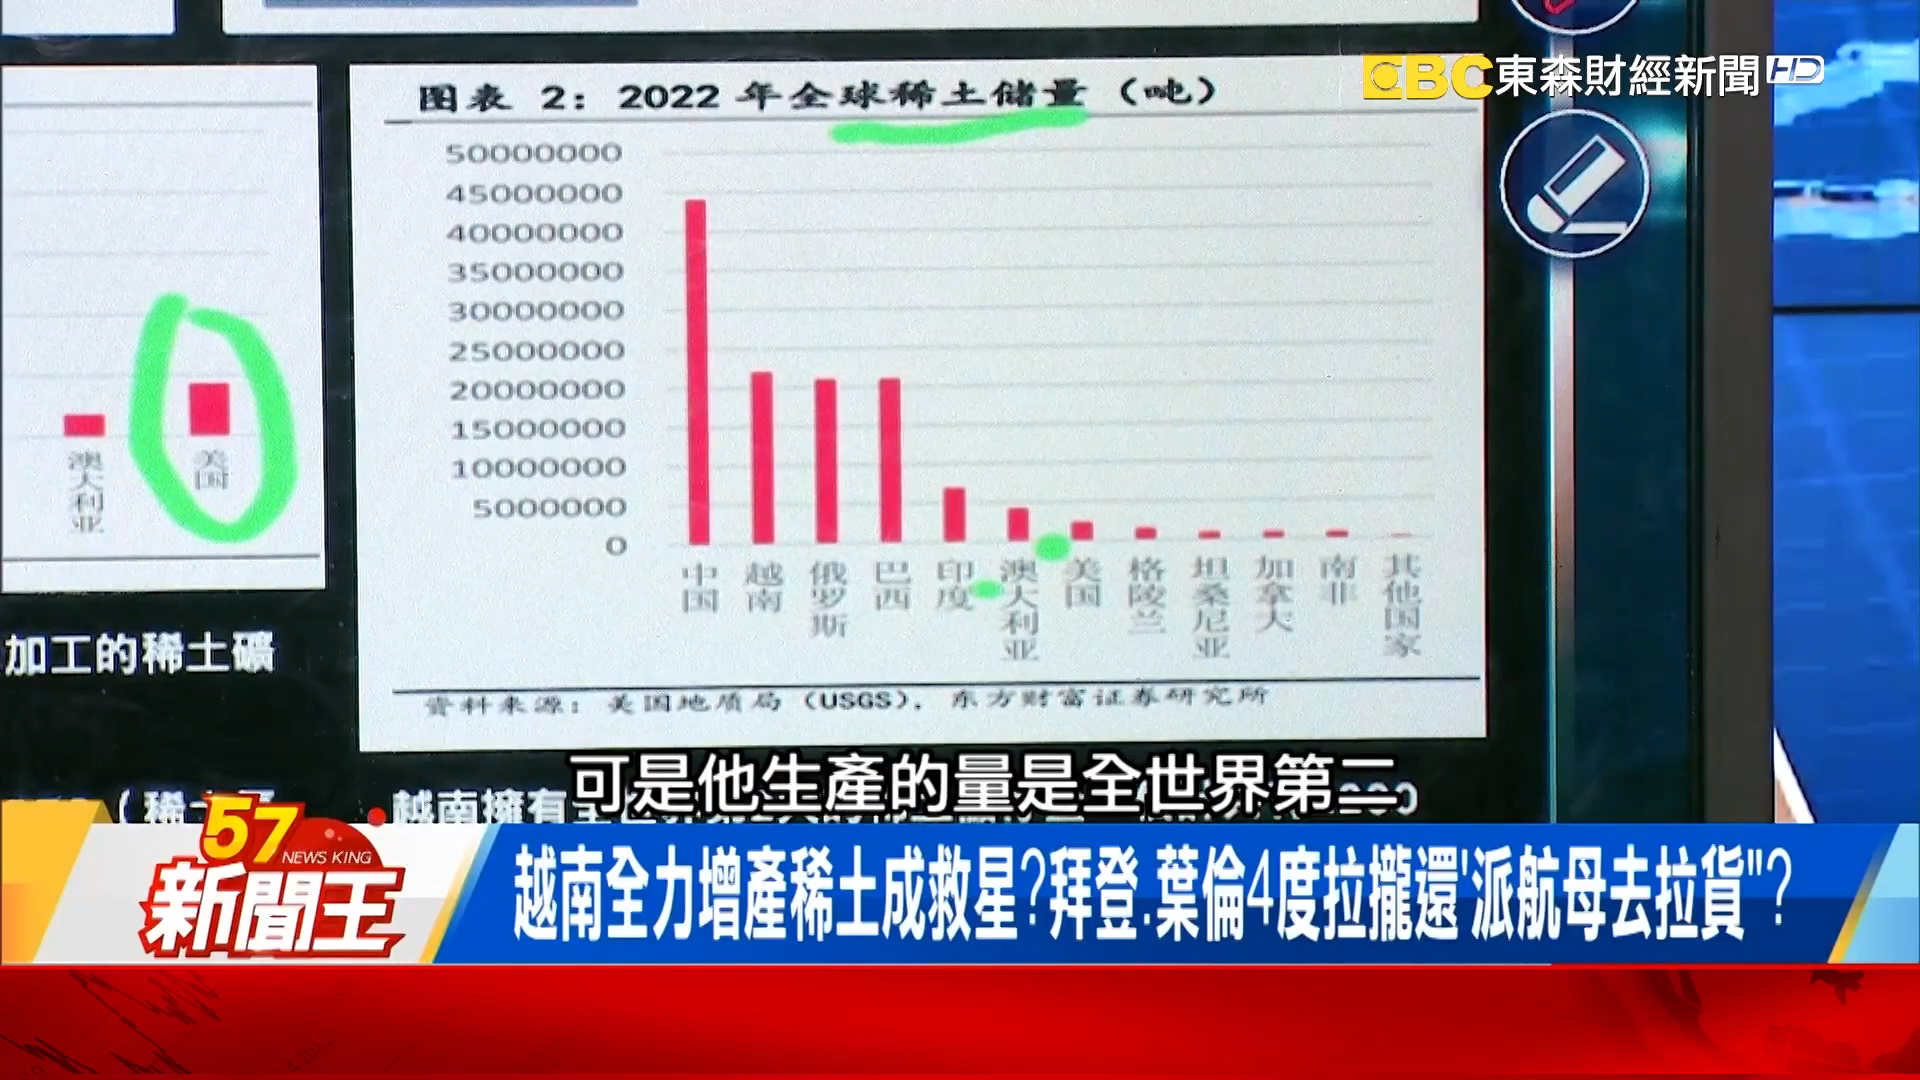 EBC東森財經新聞HD
图表 2：2022 年全球稀土储量（吨）
50000000
45000000
40000000
35000000
30000000
25000000
20000000
15000000
10000000
5000000
0
中国
越南
俄罗斯
巴西
印度
澳大利亚
美国
格陵兰
坦桑尼亚
加拿大
南非
其他国家
资料来源：美国地质局（USGS），东方财富证券研究所
澳大利亚
美国
加工的稀土礦
越南擁有
可是他生產的量是全世界第二
57
NEWS KING
新聞王
越南全力增產稀土成救星?拜登.葉倫4度拉攏還'派航母去拉貨"?